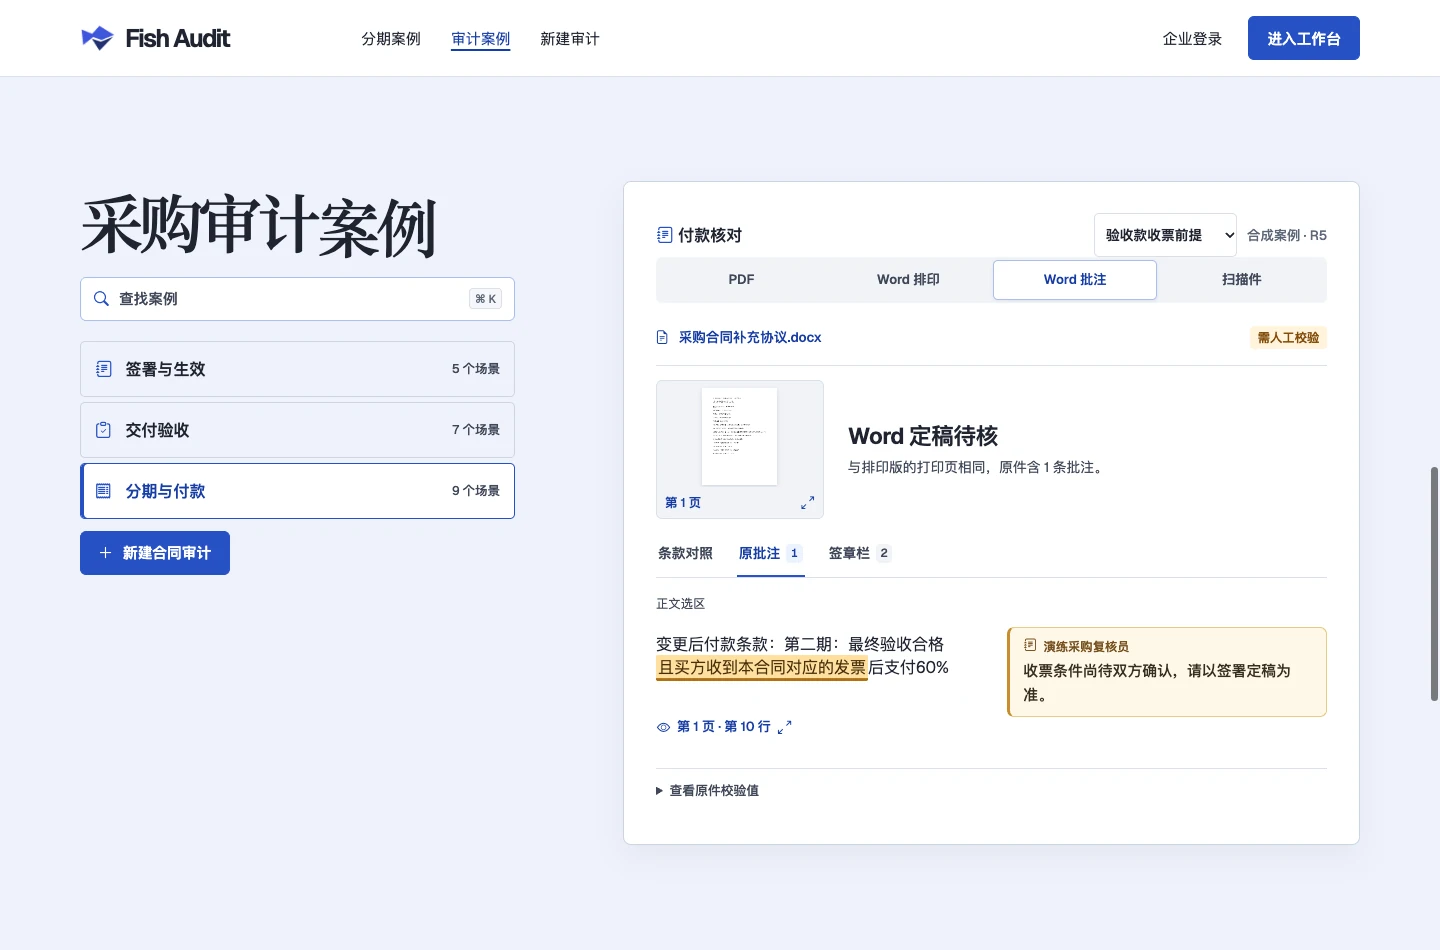 Fish Audit
分期案例
审计案例
新建审计
企业登录
进入工作台
采购审计案例
查找案例
⌘ K
签署与生效
5 个场景
交付验收
7 个场景
分期与付款
9 个场景
新建合同审计
付款核对
验收款收票前提
合成案例 · R5
PDF
Word 排印
Word 批注
扫描件
采购合同补充协议.docx
需人工校验
第 1 页
Word 定稿待核
与排印版的打印页相同，原件含 1 条批注。
条款对照
原批注 1
签章栏 2
正文选区
变更后付款条款：第二期：最终验收合格
且买方收到本合同对应的发票后支付60%
第 1 页 · 第 10 行
演练采购复核员
收票条件尚待双方确认，请以签署定稿为
准。
查看原件校验值